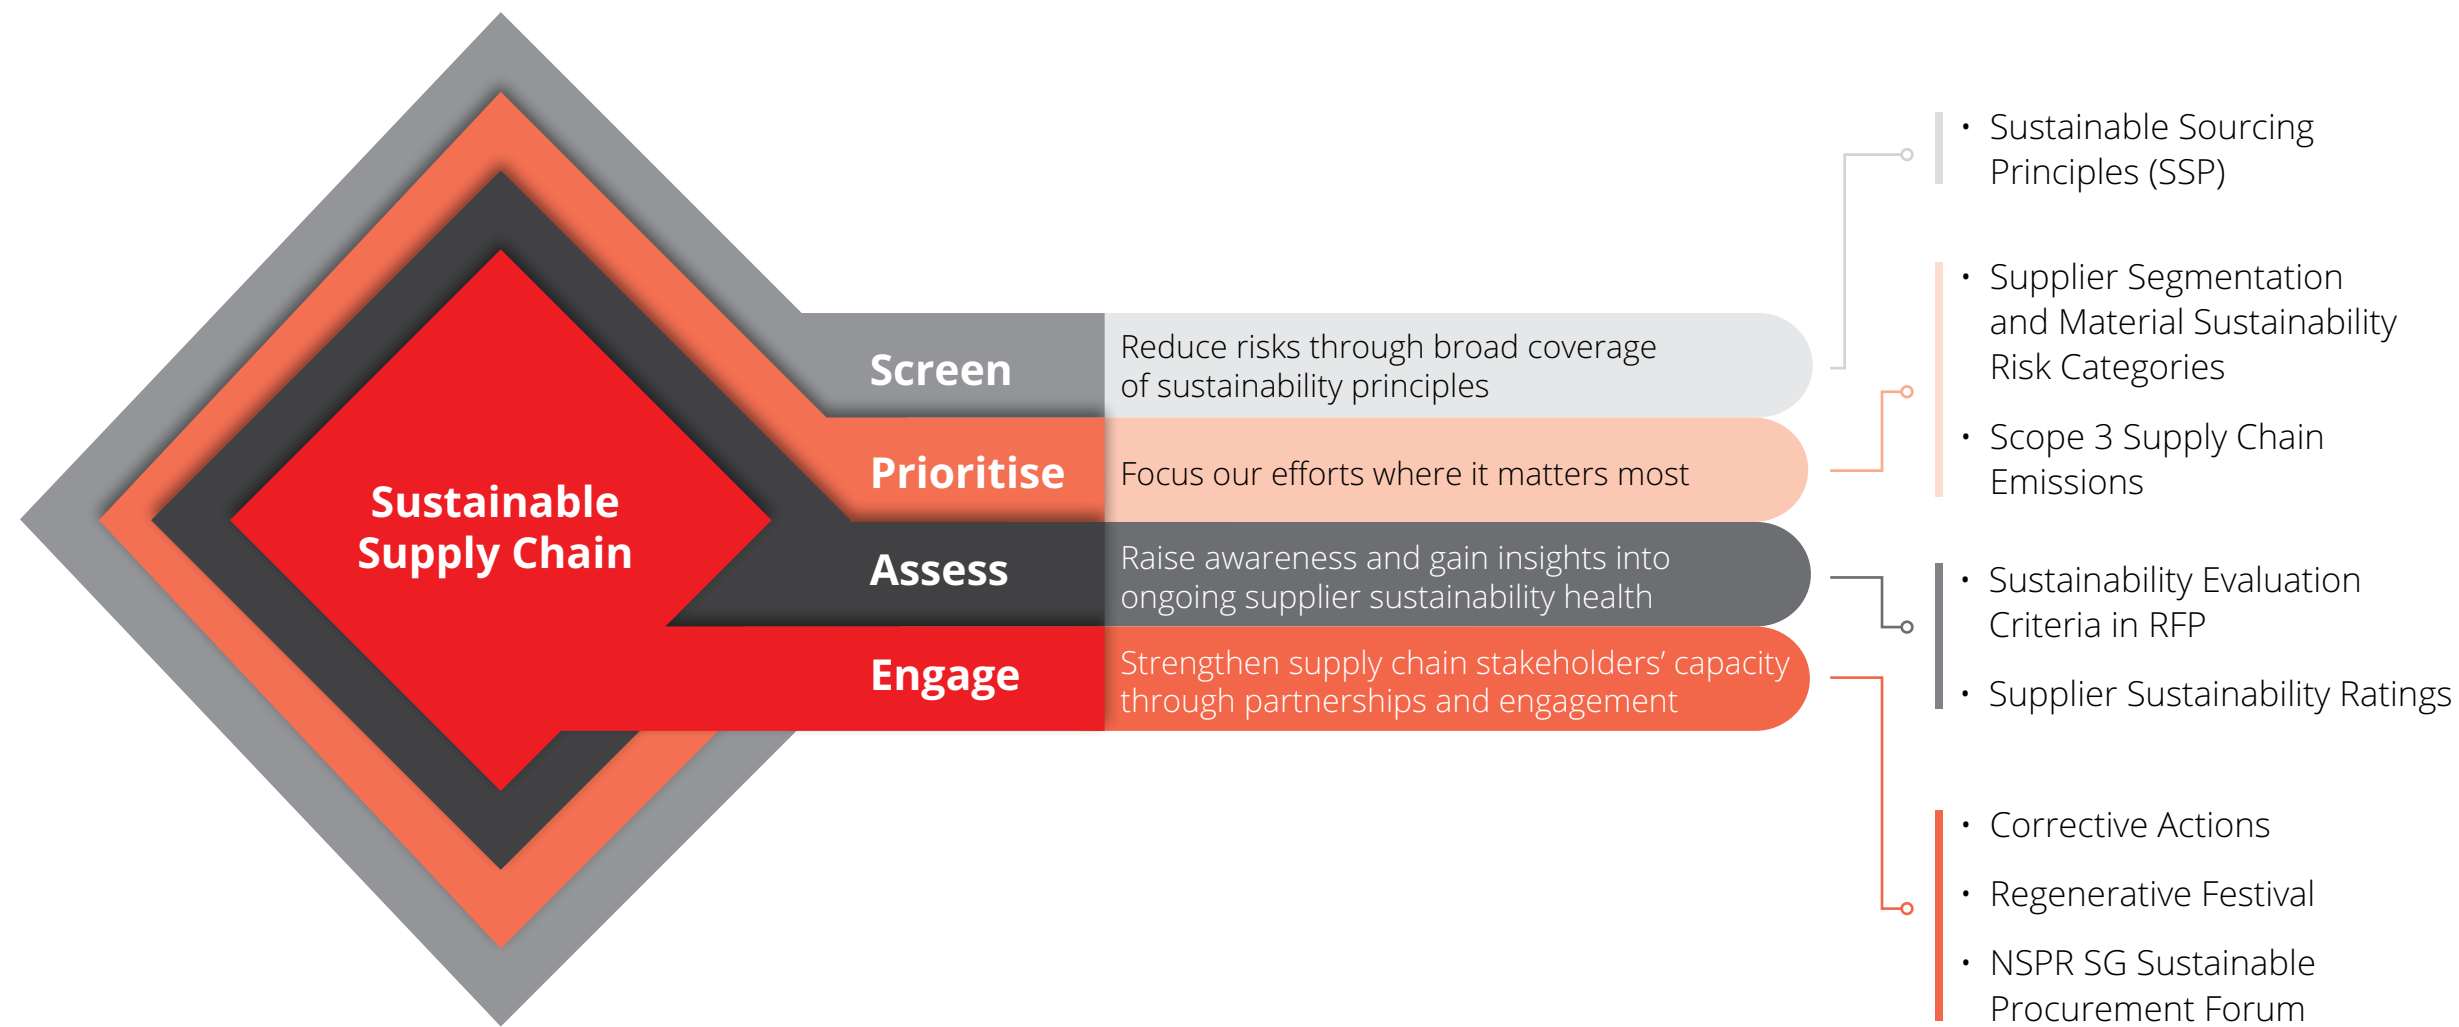 Sustainable
Supply Chain
Screen
Reduce risks through broad coverage
of sustainability principles
Prioritise
Focus our efforts where it matters most
Assess
Raise awareness and gain insights into
ongoing supplier sustainability health
Engage
Strengthen supply chain stakeholders’ capacity
through partnerships and engagement
• Sustainable Sourcing
Principles (SSP)
• Supplier Segmentation
and Material Sustainability
Risk Categories
• Scope 3 Supply Chain
Emissions
• Sustainability Evaluation
Criteria in RFP
• Supplier Sustainability Ratings
• Corrective Actions
• Regenerative Festival
• NSPR SG Sustainable
Procurement Forum